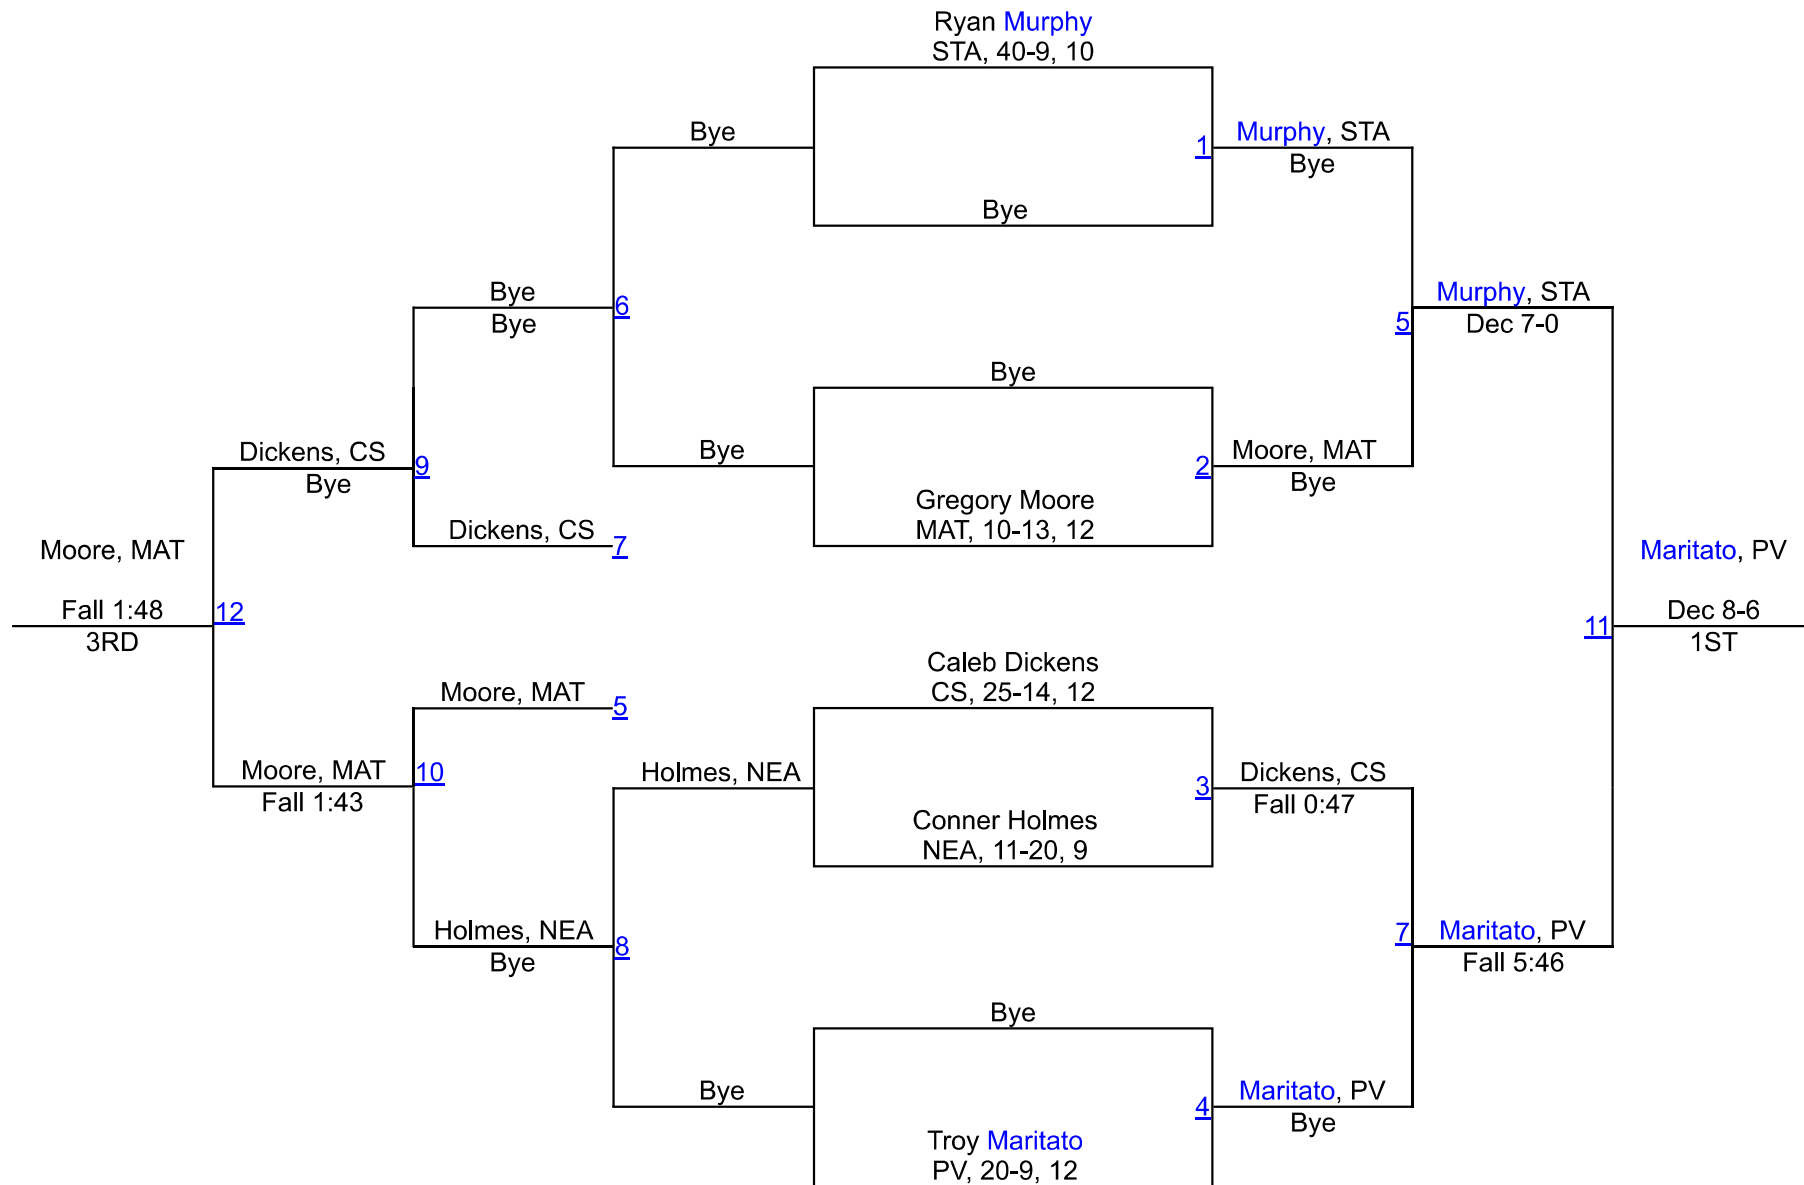 Ryan Murphy
STA, 40-9, 10
Bye
1
Murphy, STA
Bye
Bye
Bye
Bye
6
Murphy, STA
Dec 7-0
5
Bye
Dickens, CS
Bye
9
Bye
2
Moore, MAT
Bye
Gregory Moore
MAT, 10-13, 12
Dickens, CS
7
Moore, MAT
Fall 1:48
3RD
12
Maritato, PV
Dec 8-6
1ST
11
Caleb Dickens
CS, 25-14, 12
Moore, MAT
5
Moore, MAT
Fall 1:43
10
Holmes, NEA
3
Dickens, CS
Fall 0:47
Conner Holmes
NEA, 11-20, 9
Holmes, NEA
Bye
8
7
Maritato, PV
Fall 5:46
Bye
Bye
4
Maritato, PV
Bye
Troy Maritato
PV, 20-9, 12